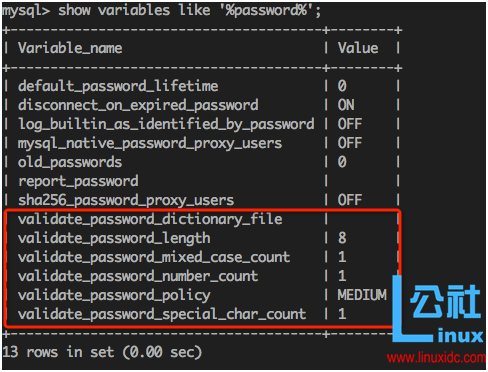 mysql> show variables like '%password%';
+---------------------------------------+--------+
| Variable_name | Value |
+---------------------------------------+--------+
| default_password_lifetime | 0 |
| disconnect_on_expired_password | ON |
| log_builtin_as_identified_by_password | OFF |
| mysql_native_password_proxy_users | OFF |
| old_passwords | 0 |
| report_password | |
| sha256_password_proxy_users | OFF |
| validate_password_dictionary_file | |
| validate_password_length | 8 |
| validate_password_mixed_case_count | 1 |
| validate_password_number_count | 1 |
| validate_password_policy | MEDIUM |
| validate_password_special_char_count | 1 |
+---------------------------------------+--------+
13 rows in set (0.00 sec)
公社
Linux
www.linuxidc.com